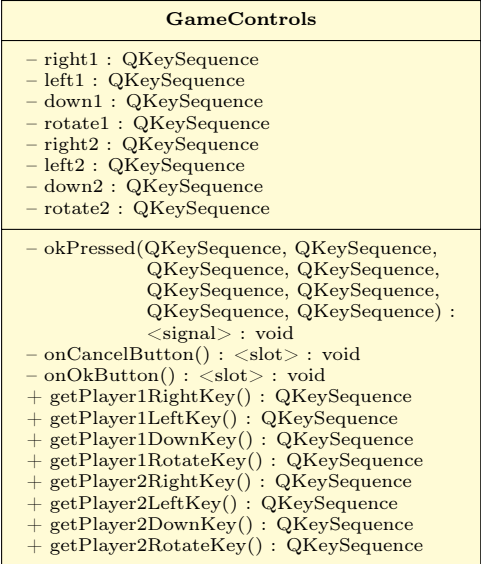 GameControls
– right1 : QKeySequence
– left1 : QKeySequence
– down1 : QKeySequence
– rotate1 : QKeySequence
– right2 : QKeySequence
– left2 : QKeySequence
– down2 : QKeySequence
– rotate2 : QKeySequence
– okPressed(QKeySequence, QKeySequence,
QKeySequence, QKeySequence,
QKeySequence, QKeySequence,
QKeySequence, QKeySequence) :
<signal> : void
– onCancelButton() : <slot> : void
– onOkButton() : <slot> : void
+ getPlayer1RightKey() : QKeySequence
+ getPlayer1LeftKey() : QKeySequence
+ getPlayer1DownKey() : QKeySequence
+ getPlayer1RotateKey() : QKeySequence
+ getPlayer2RightKey() : QKeySequence
+ getPlayer2LeftKey() : QKeySequence
+ getPlayer2DownKey() : QKeySequence
+ getPlayer2RotateKey() : QKeySequence